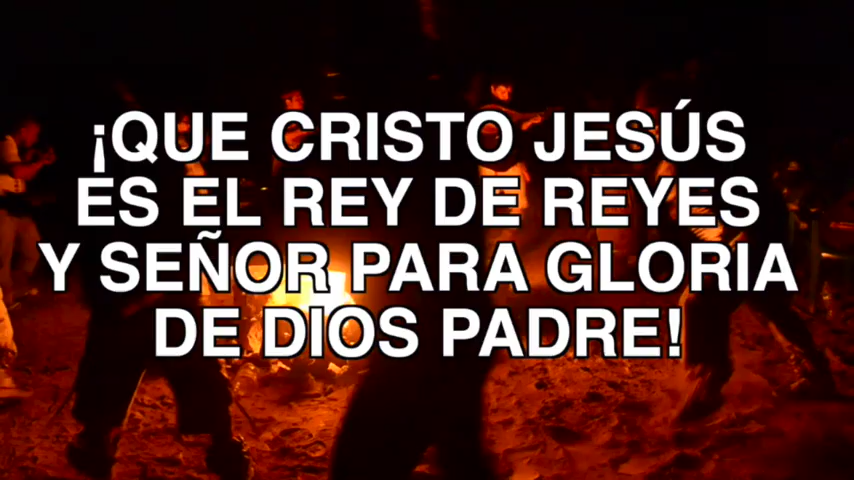 ¡QUE CRISTO JESÚS
ES EL REY DE REYES
Y SEÑOR PARA GLORIA
DE DIOS PADRE!